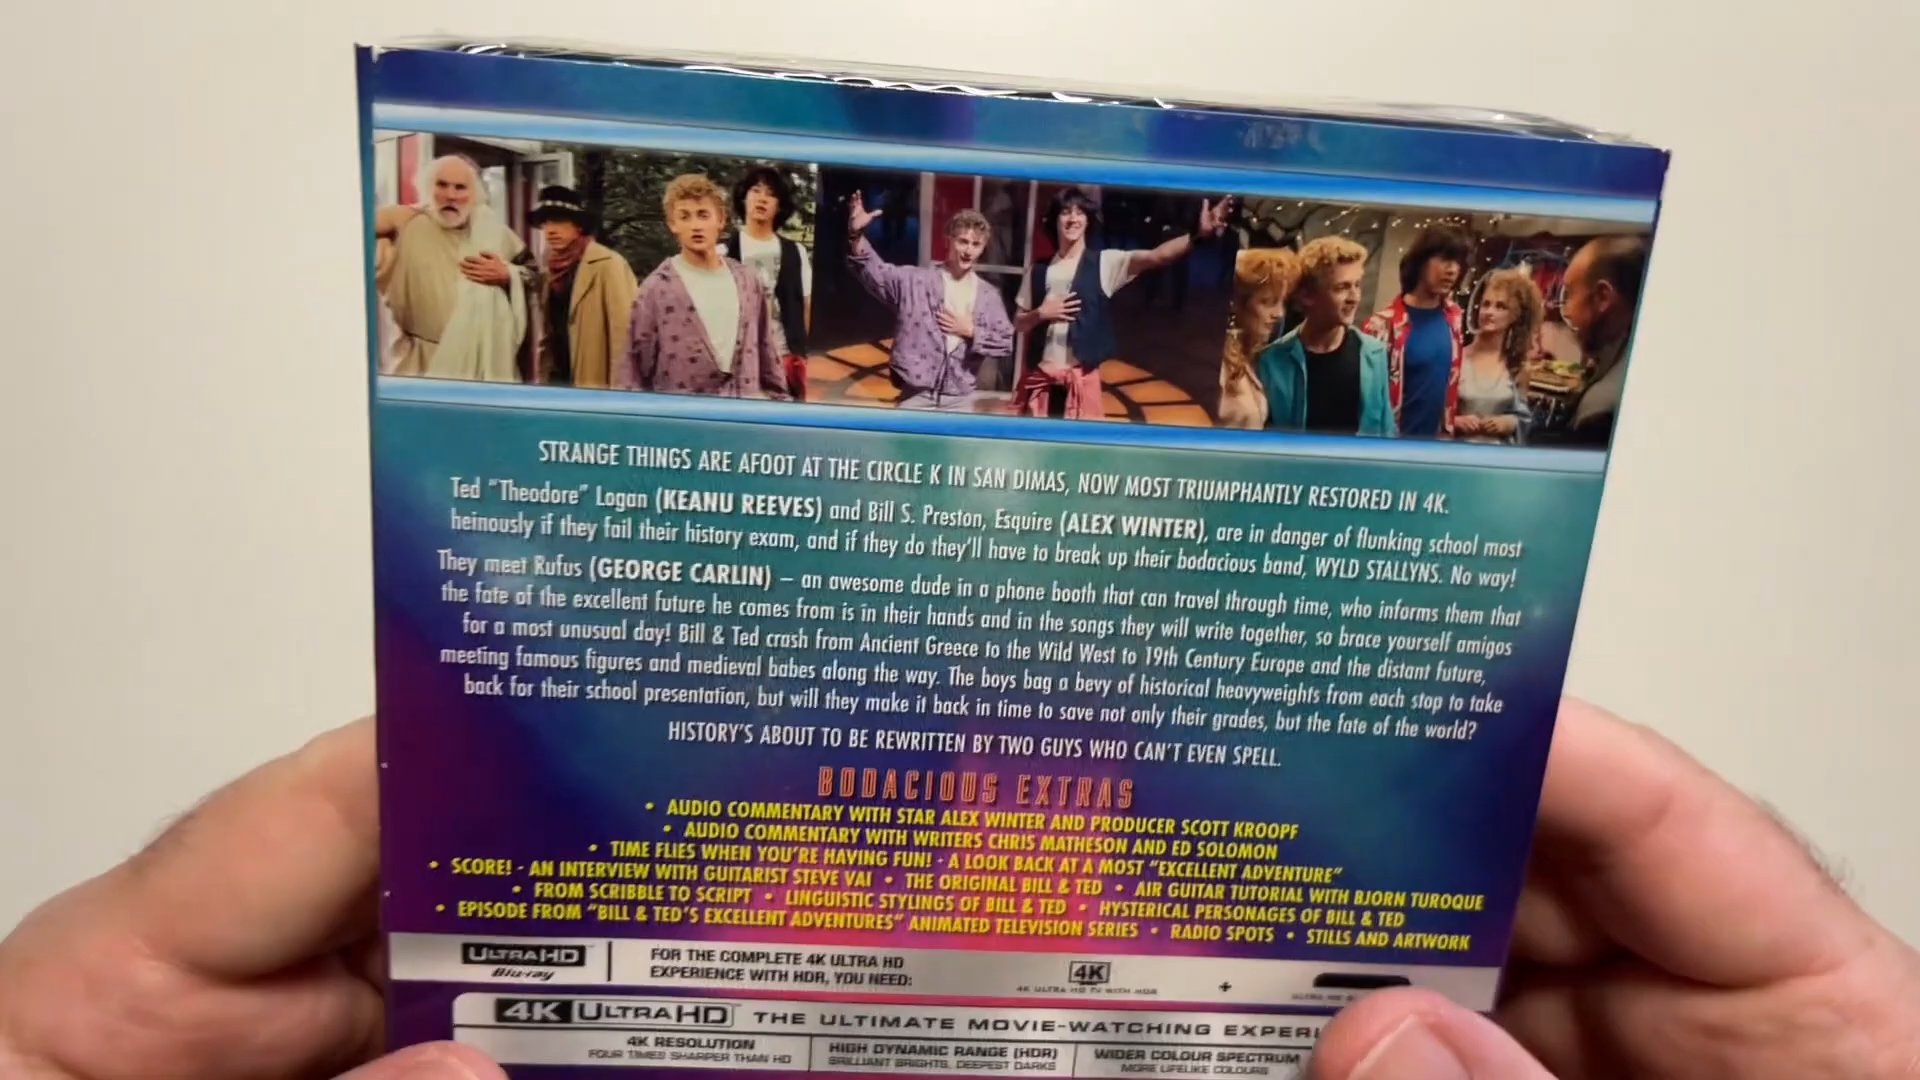 STRANGE THINGS ARE AFOOT AT THE CIRCLE K IN SAN DIMAS, NOW MOST TRIUMPHANTLY RESTORED IN 4K.
Ted "Theodore" Logan (KEANU REEVES) and Bill S. Preston, Esquire (ALEX WINTER), are in danger of flunking school most
heinously if they fail their history exam, and if they do they'll have to break up their bodacious band, WYLD STALLYNS. No way!
They meet Rufus (GEORGE CARLIN) – an awesome dude in a phone booth that can travel through time, who informs them that
the fate of the excellent future he comes from is in their hands and in the songs they will write together, so brace yourself amigos
for a most unusual day! Bill & Ted crash from Ancient Greece to the Wild West to 19th Century Europe and the distant future,
meeting famous figures and medieval babes along the way. The boys bag a bevy of historical heavyweights from each stop to take
back for their school presentation, but will they make it back in time to save not only their grades, but the fate of the world?
HISTORY'S ABOUT TO BE REWRITTEN BY TWO GUYS WHO CAN'T EVEN SPELL.
BODACIOUS EXTRAS
• AUDIO COMMENTARY WITH STAR ALEX WINTER AND PRODUCER SCOTT KROOPF
• AUDIO COMMENTARY WITH WRITERS CHRIS MATHESON AND ED SOLOMON
• TIME FLIES WHEN YOU'RE HAVING FUN! - A LOOK BACK AT A MOST "EXCELLENT ADVENTURE"
• SCORE! - AN INTERVIEW WITH GUITARIST STEVE VAI • THE ORIGINAL BILL & TED • AIR GUITAR TUTORIAL WITH BJORN TUROQUE
• FROM SCRIBBLE TO SCRIPT • LINGUISTIC STYLINGS OF BILL & TED • HYSTERICAL PERSONAGES OF BILL & TED
• EPISODE FROM "BILL & TED'S EXCELLENT ADVENTURES" ANIMATED TELEVISION SERIES • RADIO SPOTS • STILLS AND ARTWORK
ULTRA HD
Blu-ray
FOR THE COMPLETE 4K ULTRA HD
EXPERIENCE WITH HDR, YOU NEED:
4K
4K ULTRA HD TV WITH HDR
+
4K ULTRA HD THE ULTIMATE MOVIE-WATCHING EXPERI
4K RESOLUTION
FOUR TIMES SHARPER THAN HD
HIGH DYNAMIC RANGE (HDR)
BRILLIANT BRIGHTS, DEEPEST DARKS
WIDER COLOUR SPECTRUM
MORE LIFELIKE COLOURS